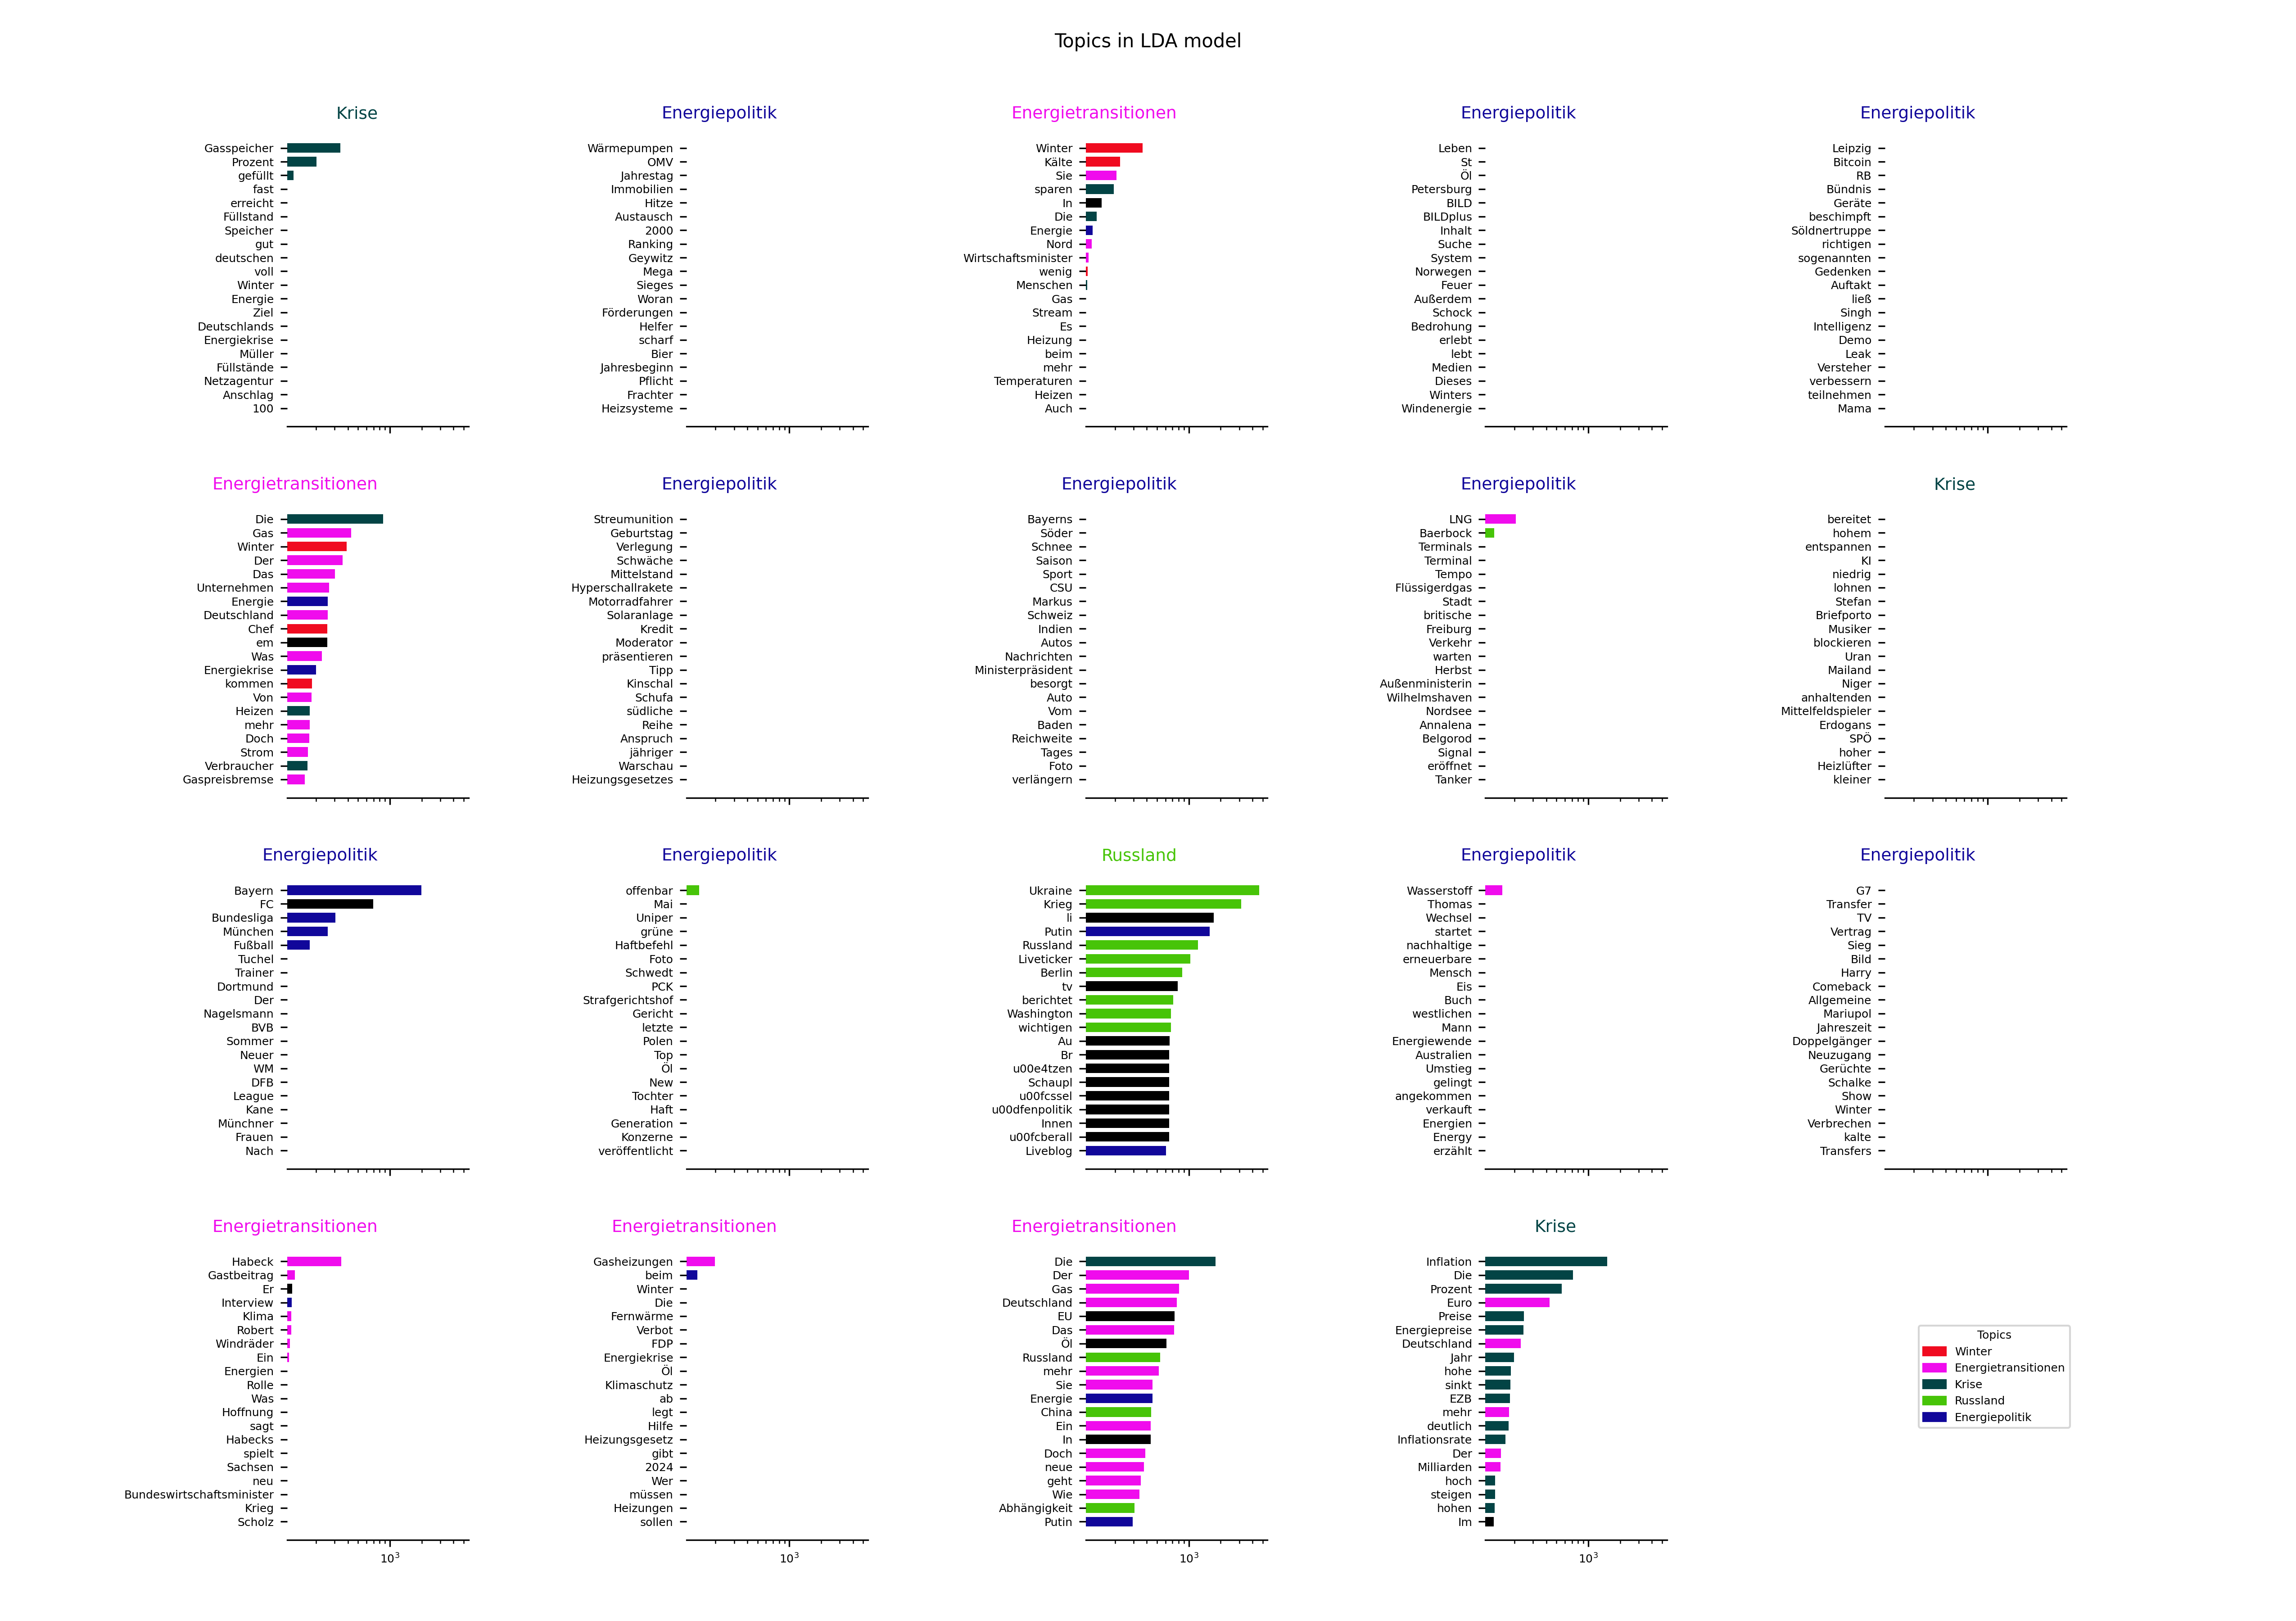 Topics in LDA model
Krise
Gasspeicher
Prozent
gefüllt
fast
erreicht
Füllstand
Speicher
gut
deutschen
voll
Winter
Energie
Ziel
Deutschlands
Energiekrise
Müller
Füllstände
Netzagentur
Anschlag
100
Energiepolitik
Wärmepumpen
OMV
Jahrestag
Immobilien
Hitze
Austausch
2000
Ranking
Geywitz
Mega
Sieges
Woran
Förderungen
Helfer
scharf
Bier
Jahresbeginn
Pflicht
Frachter
Heizsysteme
Energietransitionen
Winter
Kälte
Sie
sparen
In
Die
Energie
Nord
Wirtschaftsminister
wenig
Menschen
Gas
Stream
Es
Heizung
beim
mehr
Temperaturen
Heizen
Auch
Energiepolitik
Leben
St
Öl
Petersburg
BILD
BILDplus
Inhalt
Suche
System
Norwegen
Feuer
Außerdem
Schock
Bedrohung
erlebt
lebt
Medien
Dieses
Winters
Windenergie
Energiepolitik
Leipzig
Bitcoin
RB
Bündnis
Geräte
beschimpft
Söldnertruppe
richtigen
sogenannten
Gedenken
Auftakt
ließ
Singh
Intelligenz
Demo
Leak
Versteher
verbessern
teilnehmen
Mama
Energietransitionen
Die
Gas
Winter
Der
Das
Unternehmen
Energie
Deutschland
Chef
em
Was
Energiekrise
kommen
Von
Heizen
mehr
Doch
Strom
Verbraucher
Gaspreisbremse
Energiepolitik
Streumunition
Geburtstag
Verlegung
Schwäche
Mittelstand
Hyperschallrakete
Motorradfahrer
Solaranlage
Kredit
Moderator
präsentieren
Tipp
Kinschal
Schufa
südliche
Reihe
Anspruch
jähriger
Warschau
Heizungsgesetzes
Energiepolitik
Bayerns
Söder
Schnee
Saison
Sport
CSU
Markus
Schweiz
Indien
Autos
Nachrichten
Ministerpräsident
besorgt
Auto
Vom
Baden
Reichweite
Tages
Foto
verlängern
Energiepolitik
LNG
Baerbock
Terminals
Terminal
Tempo
Flüssigerdgas
Stadt
britische
Freiburg
Verkehr
warten
Herbst
Außenministerin
Wilhelmshaven
Nordsee
Annalena
Belgorod
Signal
eröffnet
Tanker
Krise
bereitet
hohem
entspannen
KI
niedrig
lohnen
Stefan
Briefporto
Musiker
blockieren
Uran
Mailand
Niger
anhaltenden
Mittelfeldspieler
Erdogans
SPÖ
hoher
Heizlüfter
kleiner
Energiepolitik
Bayern
FC
Bundesliga
München
Fußball
Tuchel
Trainer
Dortmund
Der
Nagelsmann
BVB
Sommer
Neuer
WM
DFB
League
Kane
Münchner
Frauen
Nach
Energiepolitik
offenbar
Mai
Uniper
grüne
Haftbefehl
Foto
Schwedt
PCK
Strafgerichtshof
Gericht
letzte
Polen
Top
Öl
New
Tochter
Haft
Generation
Konzerne
veröffentlicht
Russland
Ukraine
Krieg
li
Putin
Russland
Liveticker
Berlin
tv
berichtet
Washington
wichtigen
Au
Br
u00e4tzen
Schaupl
u00fcssel
u00dfenpolitik
Innen
u00fcberall
Liveblog
Energiepolitik
Wasserstoff
Thomas
Wechsel
startet
nachhaltige
erneuerbare
Mensch
Eis
Buch
westlichen
Mann
Energiewende
Australien
Umstieg
gelingt
angekommen
verkauft
Energien
Energy
erzählt
Energiepolitik
G7
Transfer
TV
Vertrag
Sieg
Bild
Harry
Comeback
Allgemeine
Mariupol
Jahreszeit
Doppelgänger
Neuzugang
Gerüchte
Schalke
Show
Winter
Verbrechen
kalte
Transfers
Energietransitionen
Habeck
Gastbeitrag
Er
Interview
Klima
Robert
Windräder
Ein
Energien
Rolle
Was
Hoffnung
sagt
Habecks
spielt
Sachsen
neu
Bundeswirtschaftsminister
Krieg
Scholz
10³
Energietransitionen
Gasheizungen
beim
Winter
Die
Fernwärme
Verbot
FDP
Energiekrise
Öl
Klimaschutz
ab
legt
Hilfe
Heizungsgesetz
gibt
2024
Wer
müssen
Heizungen
sollen
10³
Energietransitionen
Die
Der
Gas
Deutschland
EU
Das
Öl
Russland
mehr
Sie
Energie
China
Ein
In
Doch
neue
geht
Wie
Abhängigkeit
Putin
10³
Krise
Inflation
Die
Prozent
Euro
Preise
Energiepreise
Deutschland
Jahr
hohe
sinkt
EZB
mehr
deutlich
Inflationsrate
Der
Milliarden
hoch
steigen
hohen
Im
10³
Topics
Winter
Energietransitionen
Krise
Russland
Energiepolitik